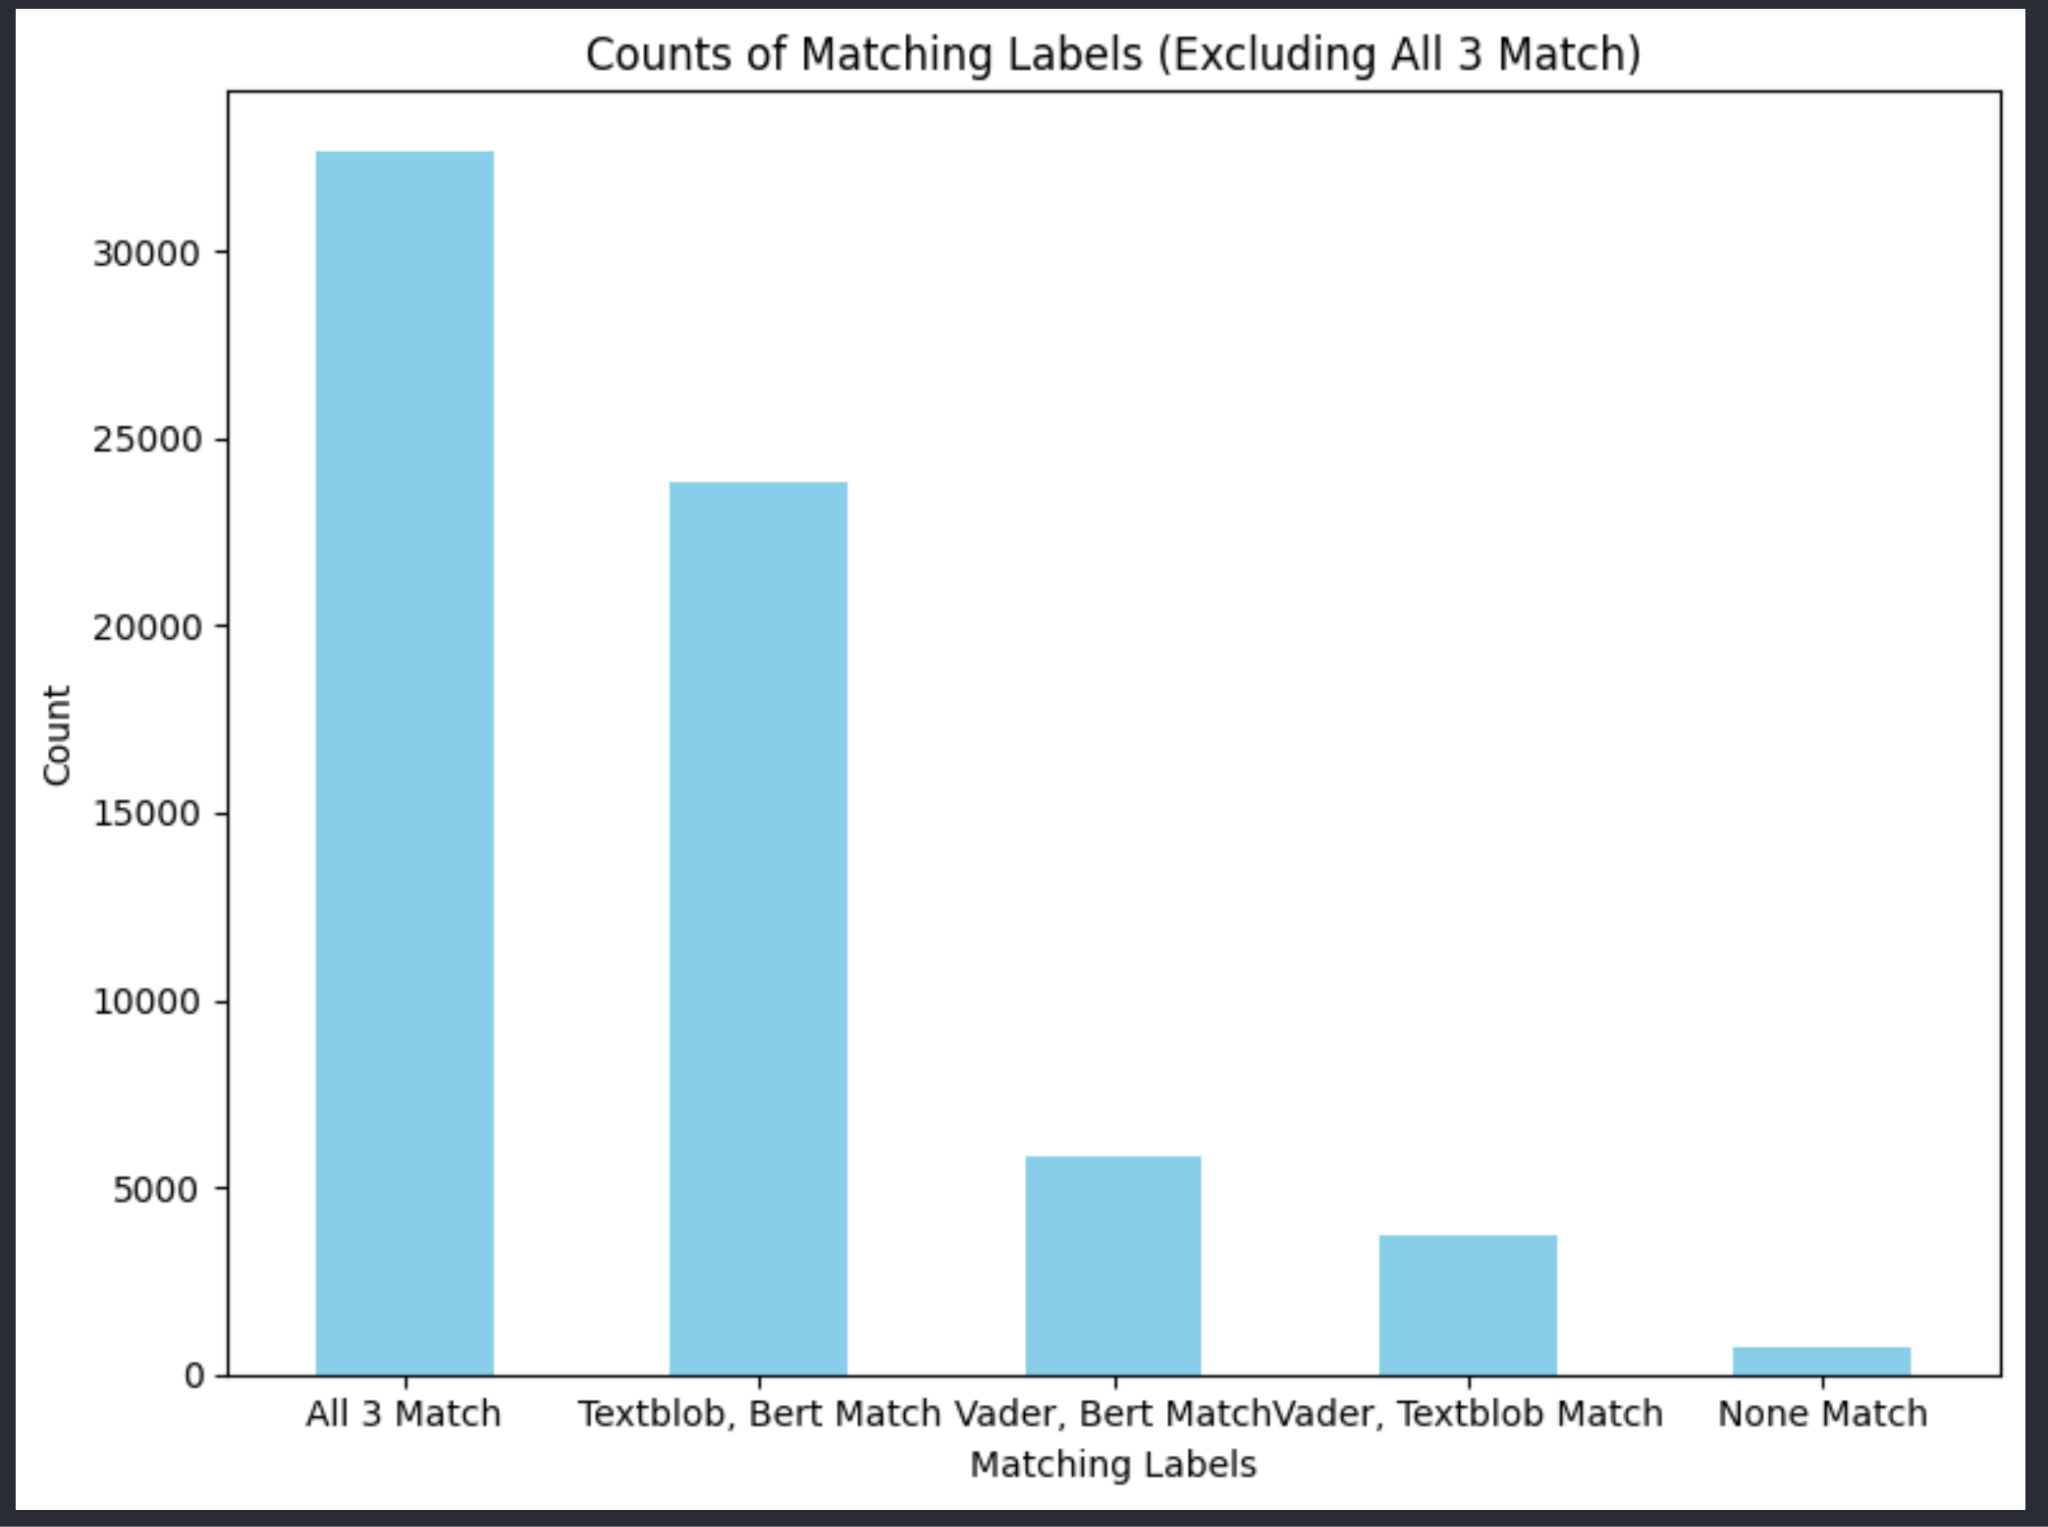 Counts of Matching Labels (Excluding All 3 Match)
30000
25000
20000
15000
10000
5000
0
Count
All 3 Match
Textblob, Bert Match
Vader, Bert Match
Vader, Textblob Match
None Match
Matching Labels